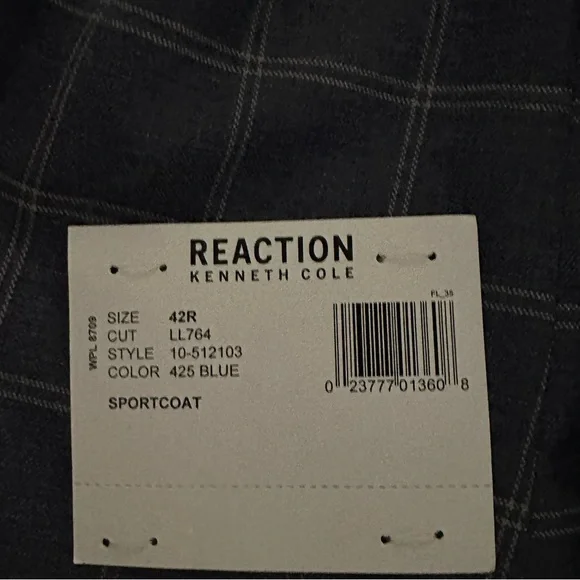 REACTION
KENNETH COLE
FL_35
WPL 8709
SIZE 42R
CUT LL764
STYLE 10-512103
COLOR 425 BLUE
SPORTCOAT
0 23777 01360 8